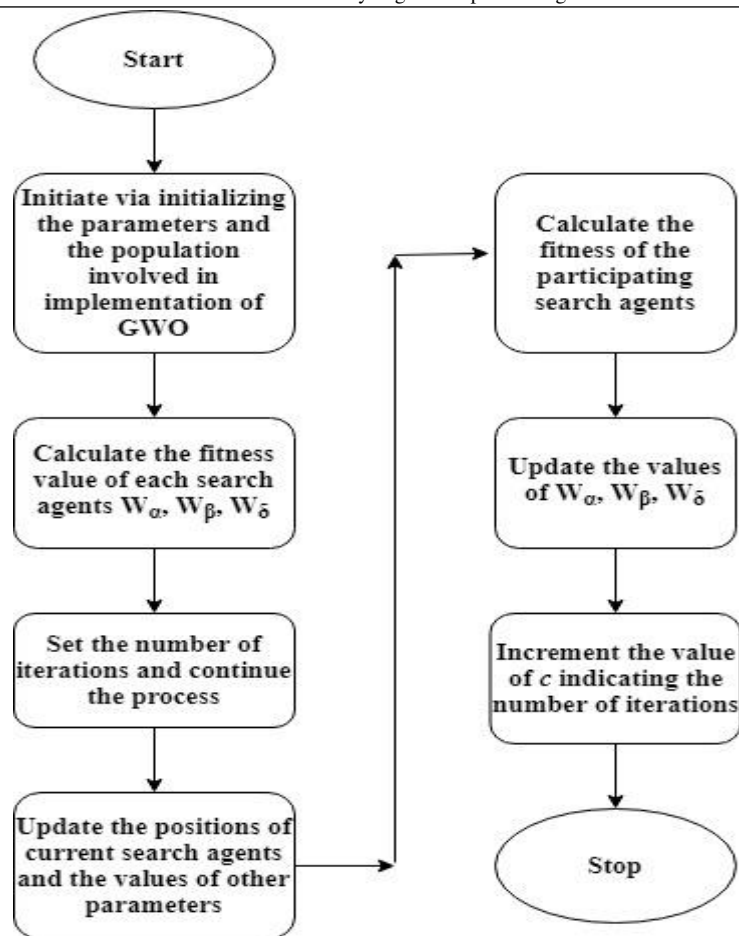 Start
Initiate via initializing
the parameters and
the population
involved in
implementation of
GWO
Calculate the fitness
value of each search
agents Wα, Wβ, Wδ
Set the number of
iterations and continue
the process
Update the positions of
current search agents
and the values of other
parameters
Calculate the
fitness of the
participating
search agents
Update the values
of Wα, Wβ, Wδ
Increment the value
of c indicating the
number of iterations
Stop